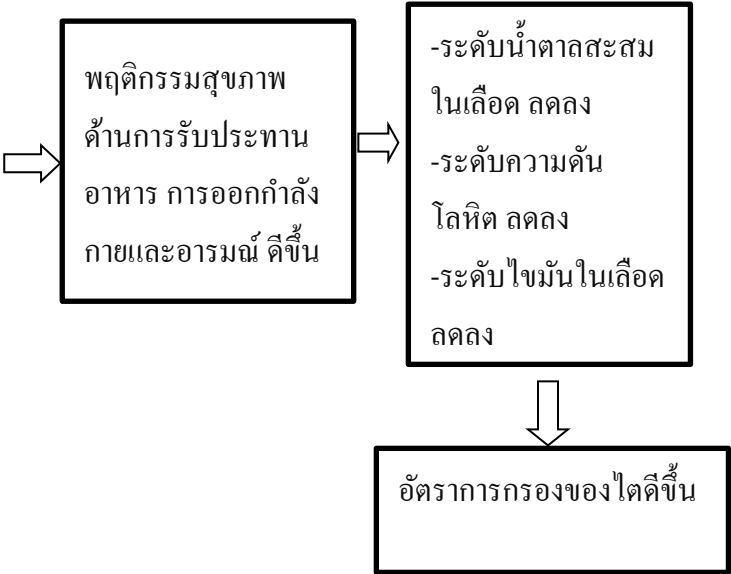 พฤติกรรมสุขภาพ
ด้านการรับประทาน
อาหาร การออกกำลัง
กายและอารมณ์ ดีขึ้น
-ระดับน้ำตาลสะสม
ในเลือด ลดลง
-ระดับความดัน
โลหิต ลดลง
-ระดับไขมันในเลือด
ลดลง
อัตราการกรองของไตดีขึ้น